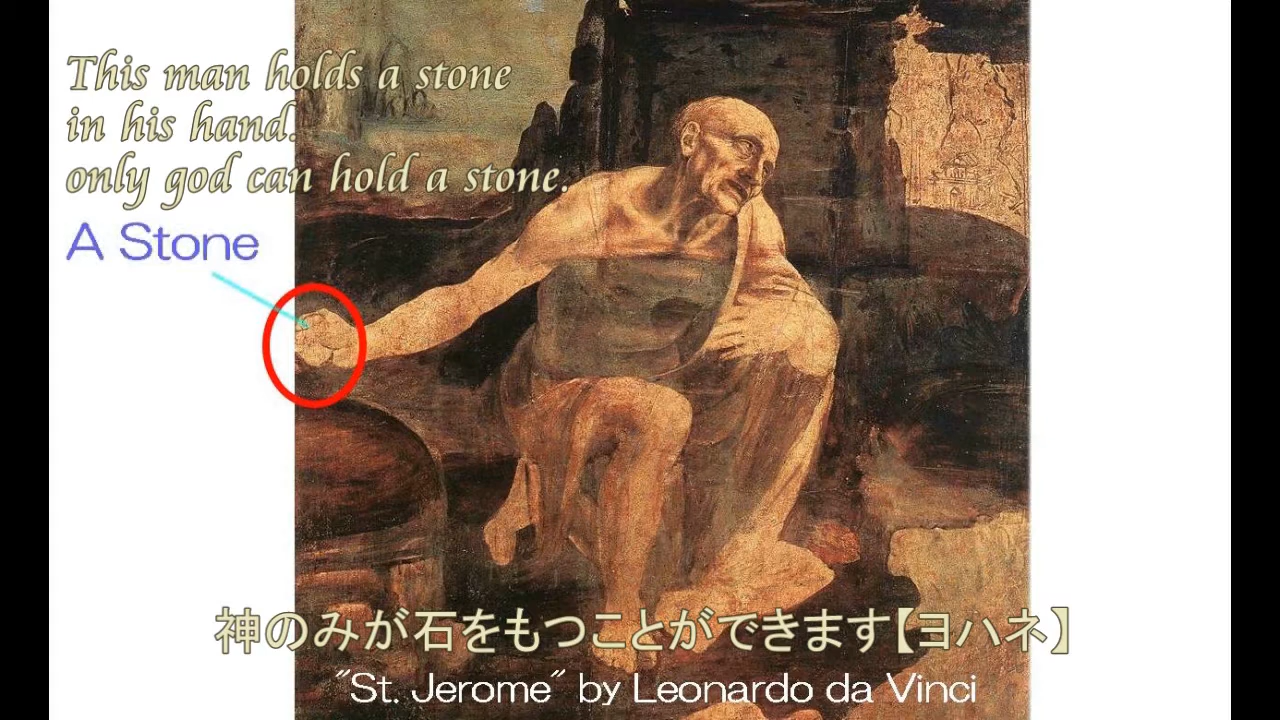 This man holds a stone
in his hand.
only god can hold a stone.
A Stone
神のみが石をもつことができます【ヨハネ】
"St. Jerome" by Leonardo da Vinci